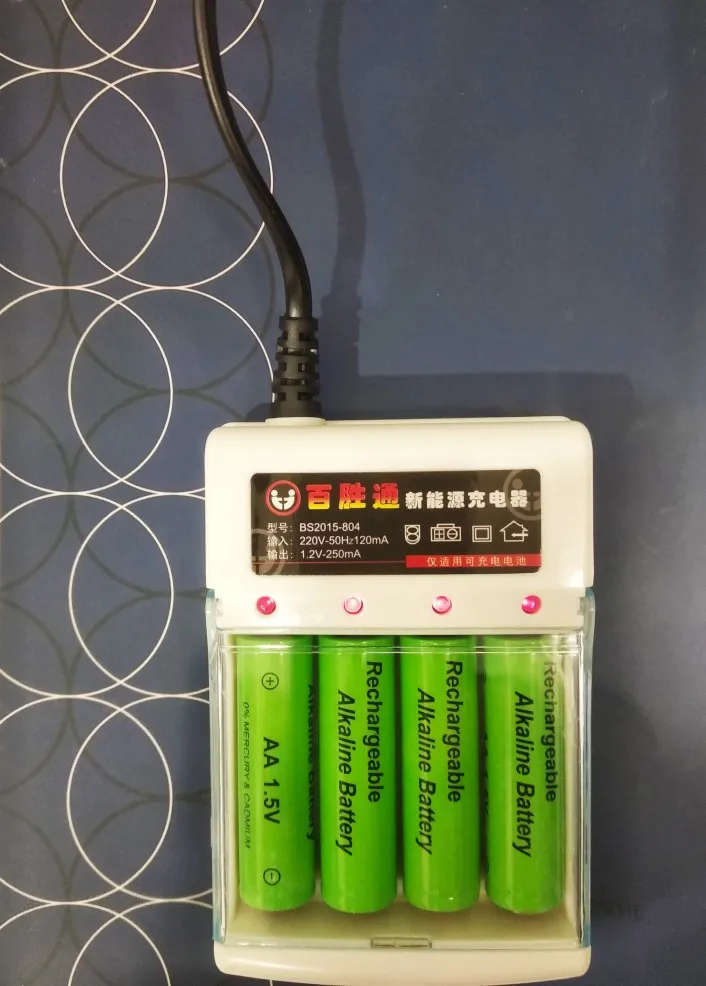 百胜通 新能源充电器
型号: BS2015-804
输入: 220V-50Hz120mA
输出: 1.2V-250mA
仅适用可充电电池
AA 1.5V
0% MERCURY & CADMIUM
Alkaline Battery
Rechargeable
Alkaline Battery
Rechargeable
Alkaline Battery
Rechargeable
Alkaline Battery